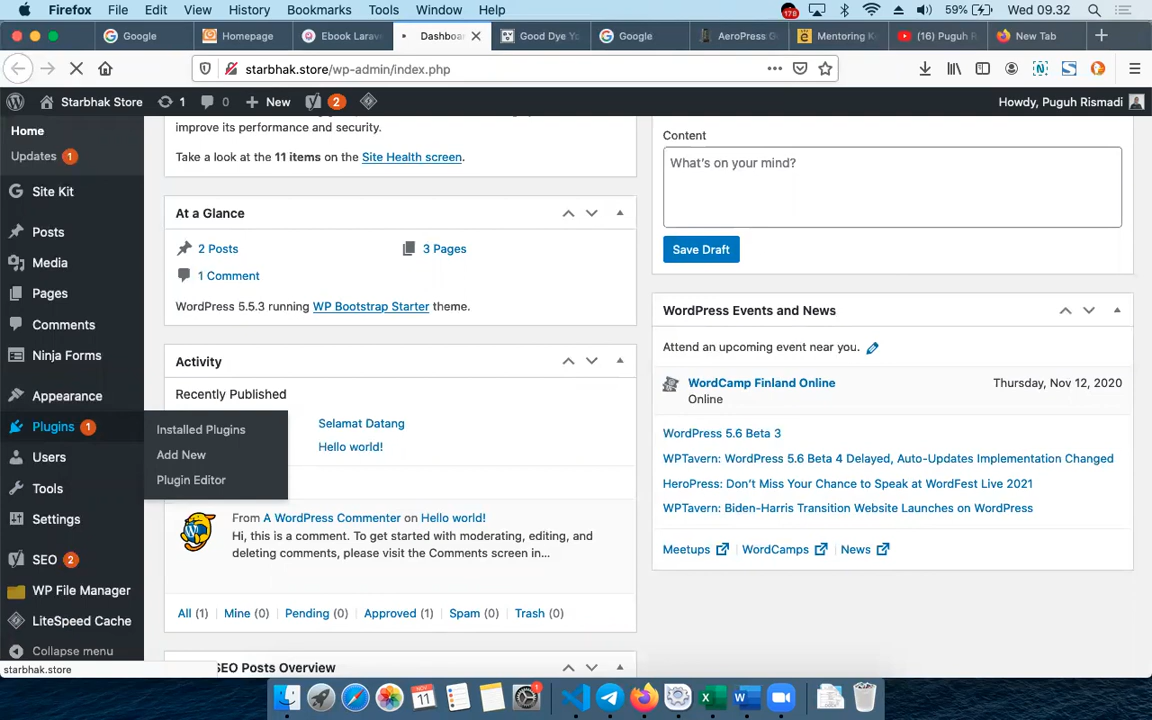 Firefox File Edit View History Bookmarks Tools Window Help 178 59% Wed 09.32
Google Homepage Ebook Larav Dashboa Good Dye Yo Google AeroPress G Mentoring K (16) Puguh R New Tab
starbhak.store/wp-admin/index.php
Starbhak Store 1 0 New 2 Howdy, Puguh Rismadi
Home
Updates 1
Site Kit
Posts
Media
Pages
Comments
Ninja Forms
Appearance
Plugins 1
Users
Tools
Settings
SEO 2
WP File Manager
LiteSpeed Cache
Collapse menu
starbhak.store
Installed Plugins
Add New
Plugin Editor
improve its performance and security.
Take a look at the 11 items on the Site Health screen.
At a Glance
2 Posts 3 Pages
1 Comment
WordPress 5.5.3 running WP Bootstrap Starter theme.
Activity
Recently Published
Selamat Datang
Hello world!
From A WordPress Commenter on Hello world!
Hi, this is a comment. To get started with moderating, editing, and
deleting comments, please visit the Comments screen in…
All (1) Mine (0) Pending (0) Approved (1) Spam (0) Trash (0)
SEO Posts Overview
Content
What's on your mind?
Save Draft
WordPress Events and News
Attend an upcoming event near you.
WordCamp Finland Online Thursday, Nov 12, 2020
Online
WordPress 5.6 Beta 3
WPTavern: WordPress 5.6 Beta 4 Delayed, Auto-Updates Implementation Changed
HeroPress: Don't Miss Your Chance to Speak at WordFest Live 2021
WPTavern: Biden-Harris Transition Website Launches on WordPress
Meetups WordCamps News
11 1